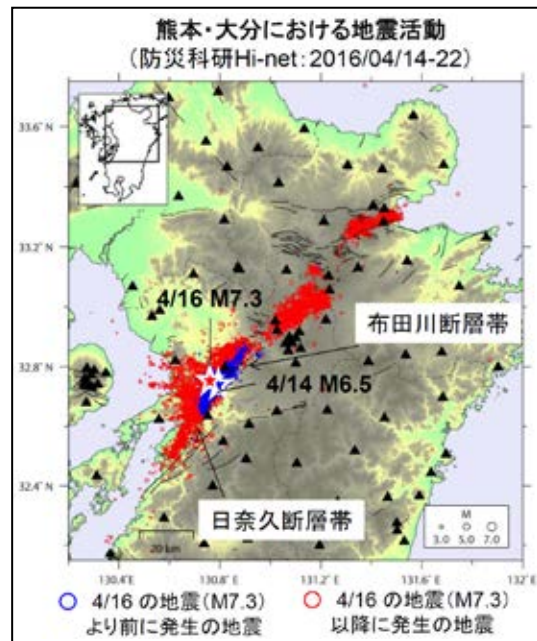 熊本・大分における地震活動
(防災科研Hi-net：2016/04/14-22)
33.6° N
33.2° N
4/16 M7.3
布田川断層帯
32.8° N
4/14 M6.5
32.4° N
日奈久断層帯
20 km
M
3.0 5.0 7.0
130.4° E 130.8° E 131.2° E 131.6° E 132° E
4/16 の地震(M7.3)
より前に発生の地震
4/16 の地震(M7.3)
以降に発生の地震